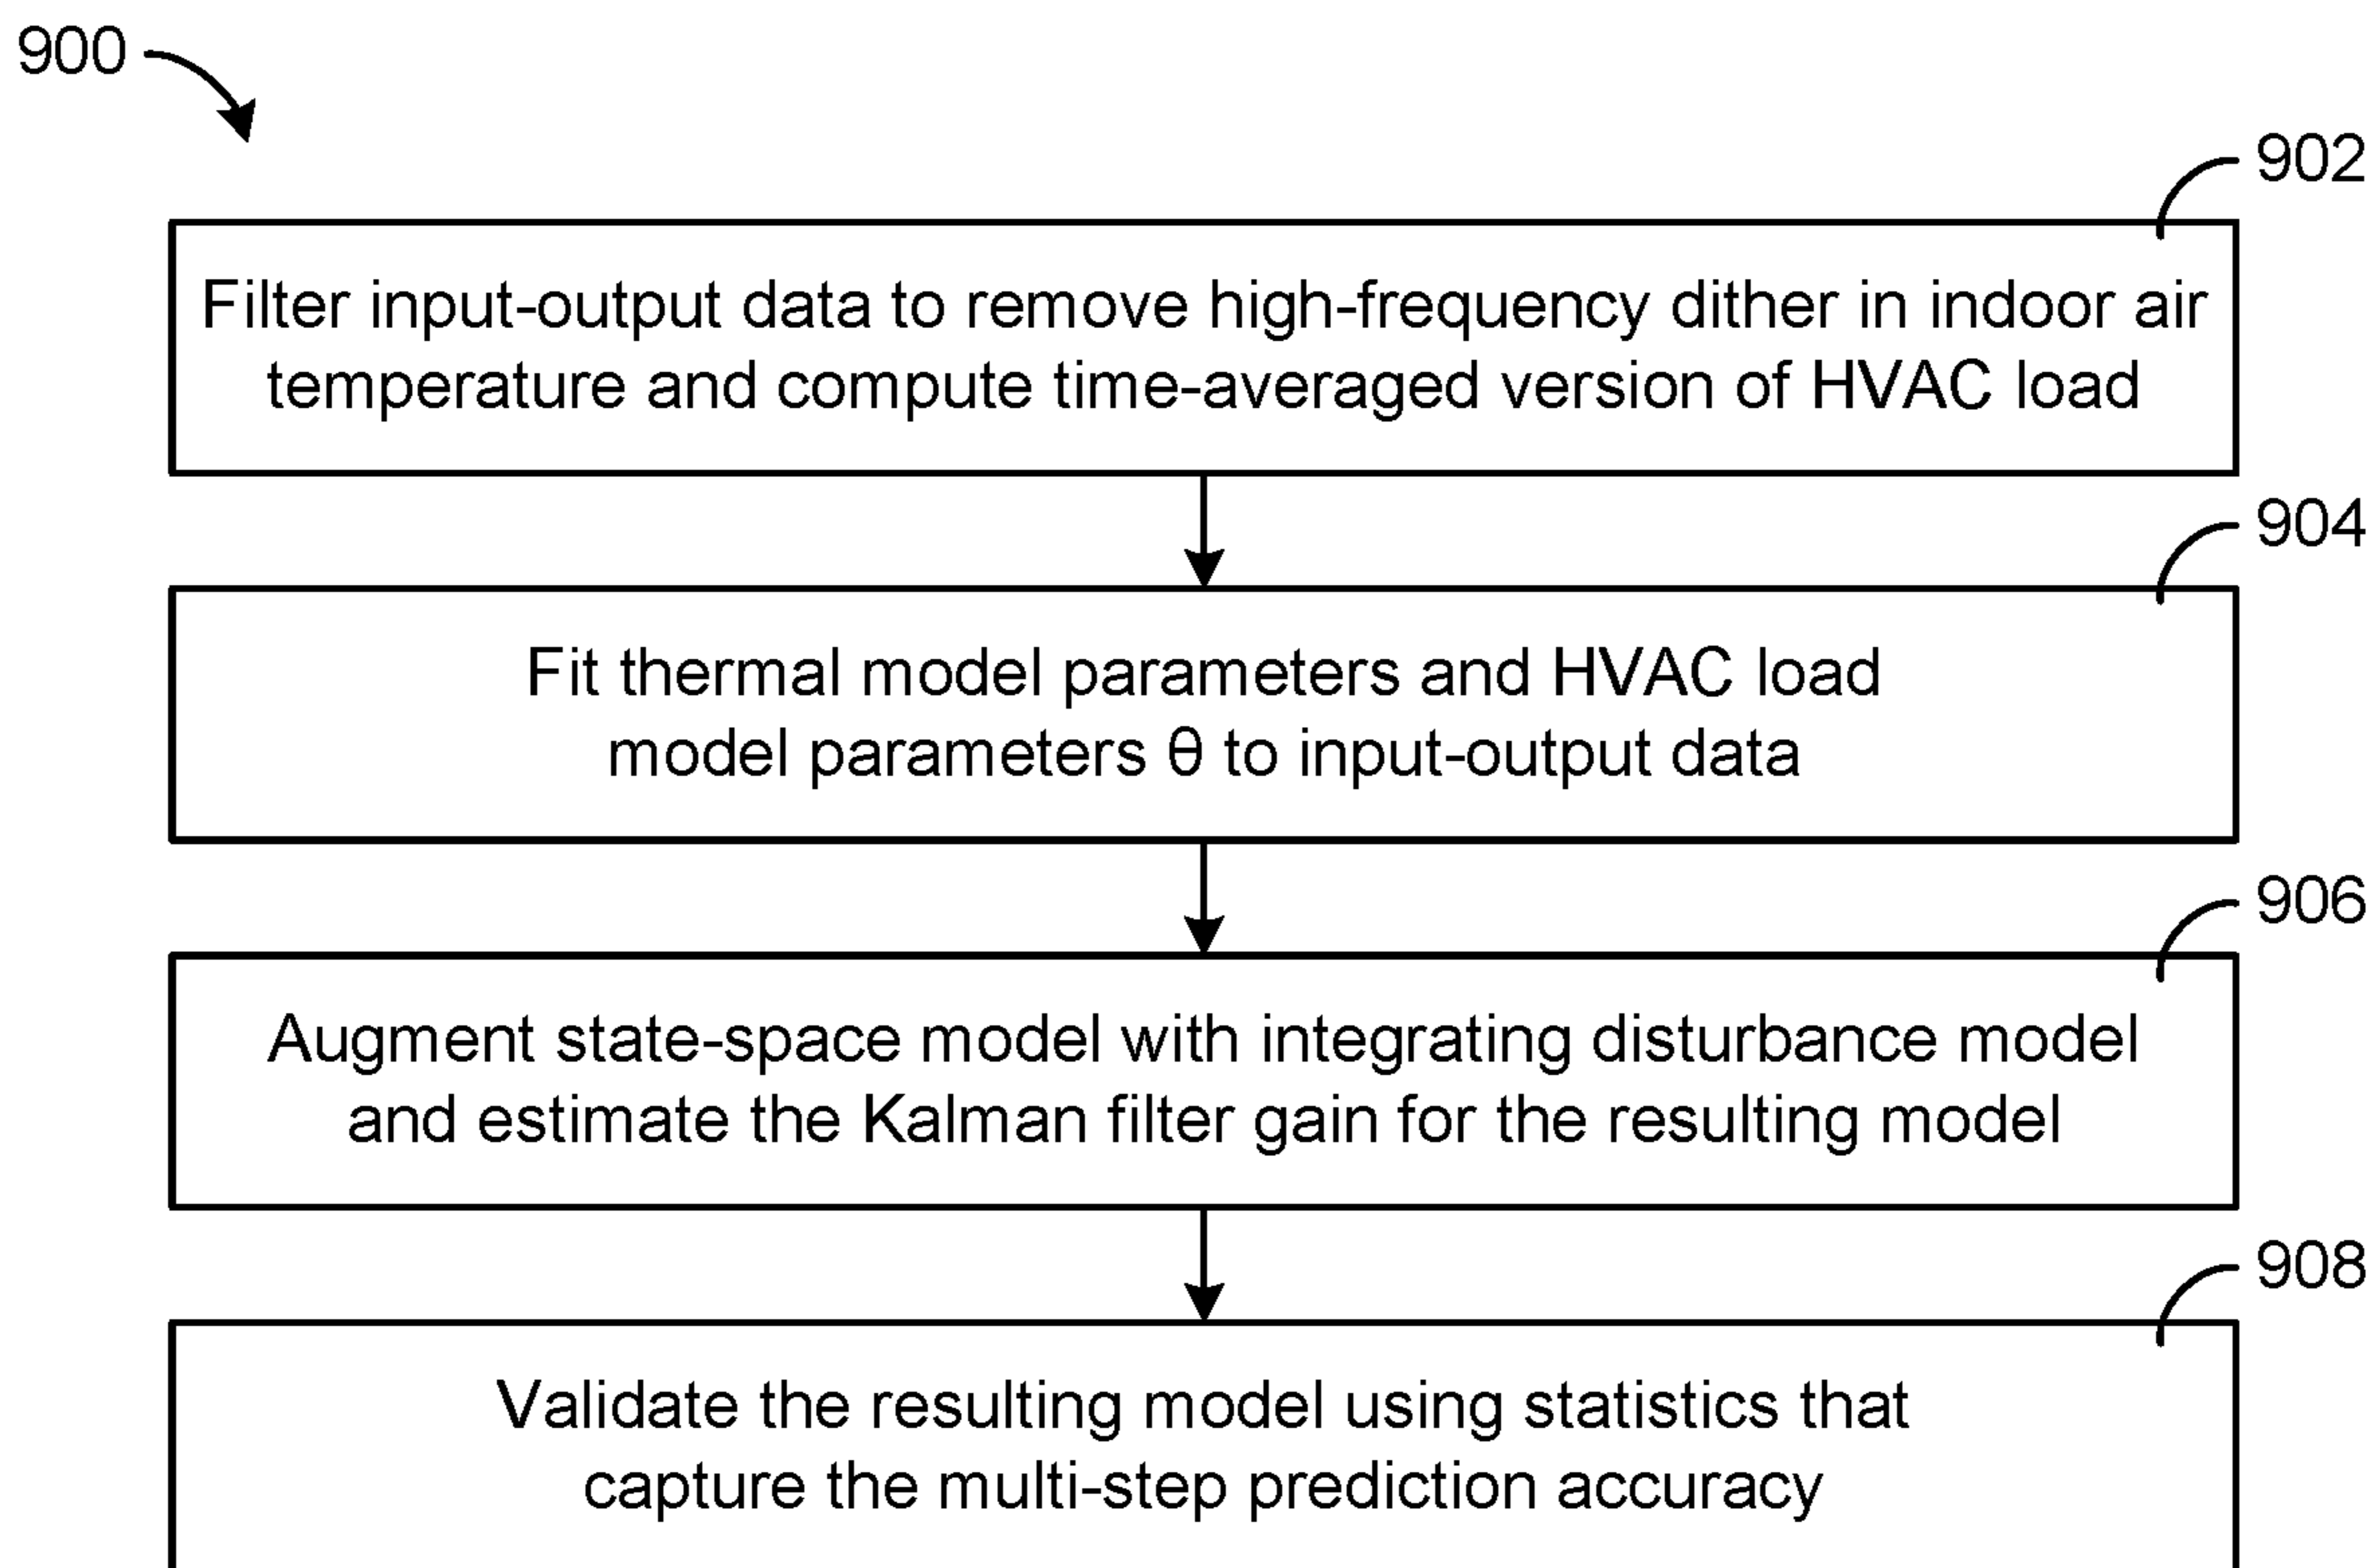 900
902
Filter input-output data to remove high-frequency dither in indoor air
temperature and compute time-averaged version of HVAC load
904
Fit thermal model parameters and HVAC load
model parameters θ to input-output data
906
Augment state-space model with integrating disturbance model
and estimate the Kalman filter gain for the resulting model
908
Validate the resulting model using statistics that
capture the multi-step prediction accuracy